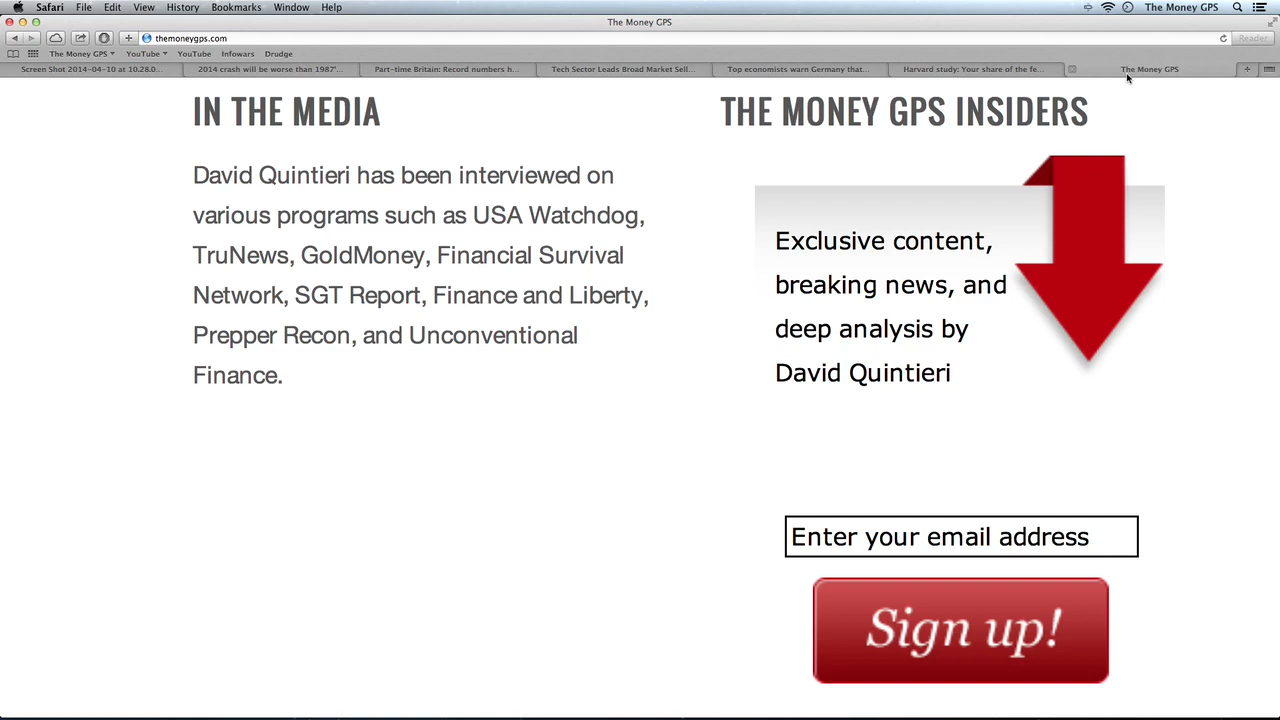 Safari File Edit View History Bookmarks Window Help The Money GPS
The Money GPS
themoneygps.com Reader
The Money GPS YouTube YouTube Infowars Drudge
Screen Shot 2014-04-10 at 10.28.0... 2014 crash will be worse than 1987'... Part-time Britain: Record numbers h... Tech Sector Leads Broad Market Sell... Top economists warn Germany that... Harvard study: Your share of the fe... The Money GPS
IN THE MEDIA
David Quintieri has been interviewed on
various programs such as USA Watchdog,
TruNews, GoldMoney, Financial Survival
Network, SGT Report, Finance and Liberty,
Prepper Recon, and Unconventional
Finance.
THE MONEY GPS INSIDERS
Exclusive content,
breaking news, and
deep analysis by
David Quintieri
Enter your email address
Sign up!